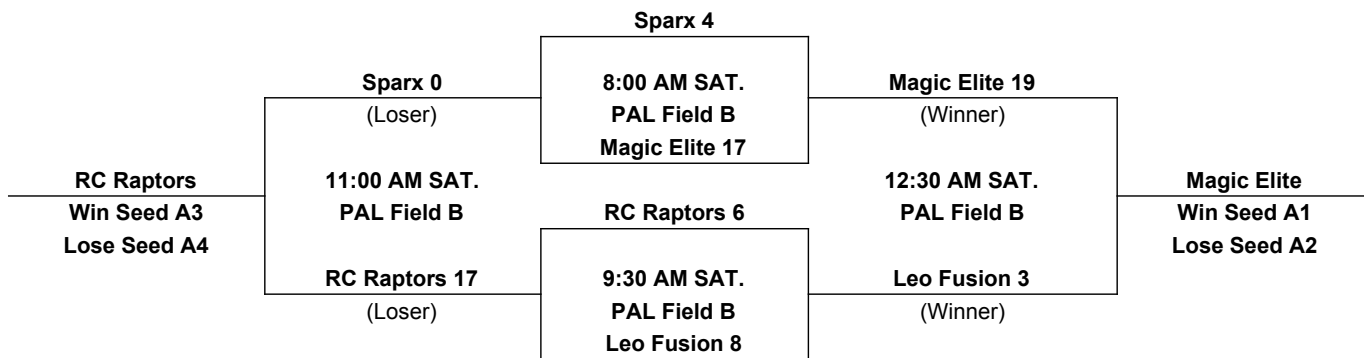 Sparx 4
Sparx 0 8:00 AM SAT. Magic Elite 19
(Loser) PAL Field B (Winner)
Magic Elite 17
RC Raptors 11:00 AM SAT. 12:30 AM SAT. Magic Elite
Win Seed A3 PAL Field B RC Raptors 6 PAL Field B Win Seed A1
Lose Seed A4 Lose Seed A2
RC Raptors 17 9:30 AM SAT. Leo Fusion 3
(Loser) PAL Field B (Winner)
Leo Fusion 8